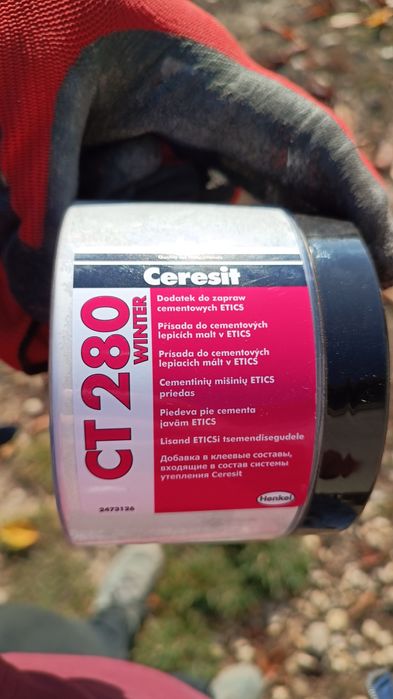 Ceresit
CT 280
WINTER
Dodatek do zapraw
cementowych ETICS
Přísada do cementových
lepicích malt v ETICS
Prísada do cementových
lepiacich mált v ETICS
Cementinių mišinių ETICS
priedas
Piedeva pie cementa
javām ETICS
Lisand ETICSi tsemendisegudele
Добавка в клеевые составы,
входящие в состав системы
утепления Ceresit
2473126
Henkel